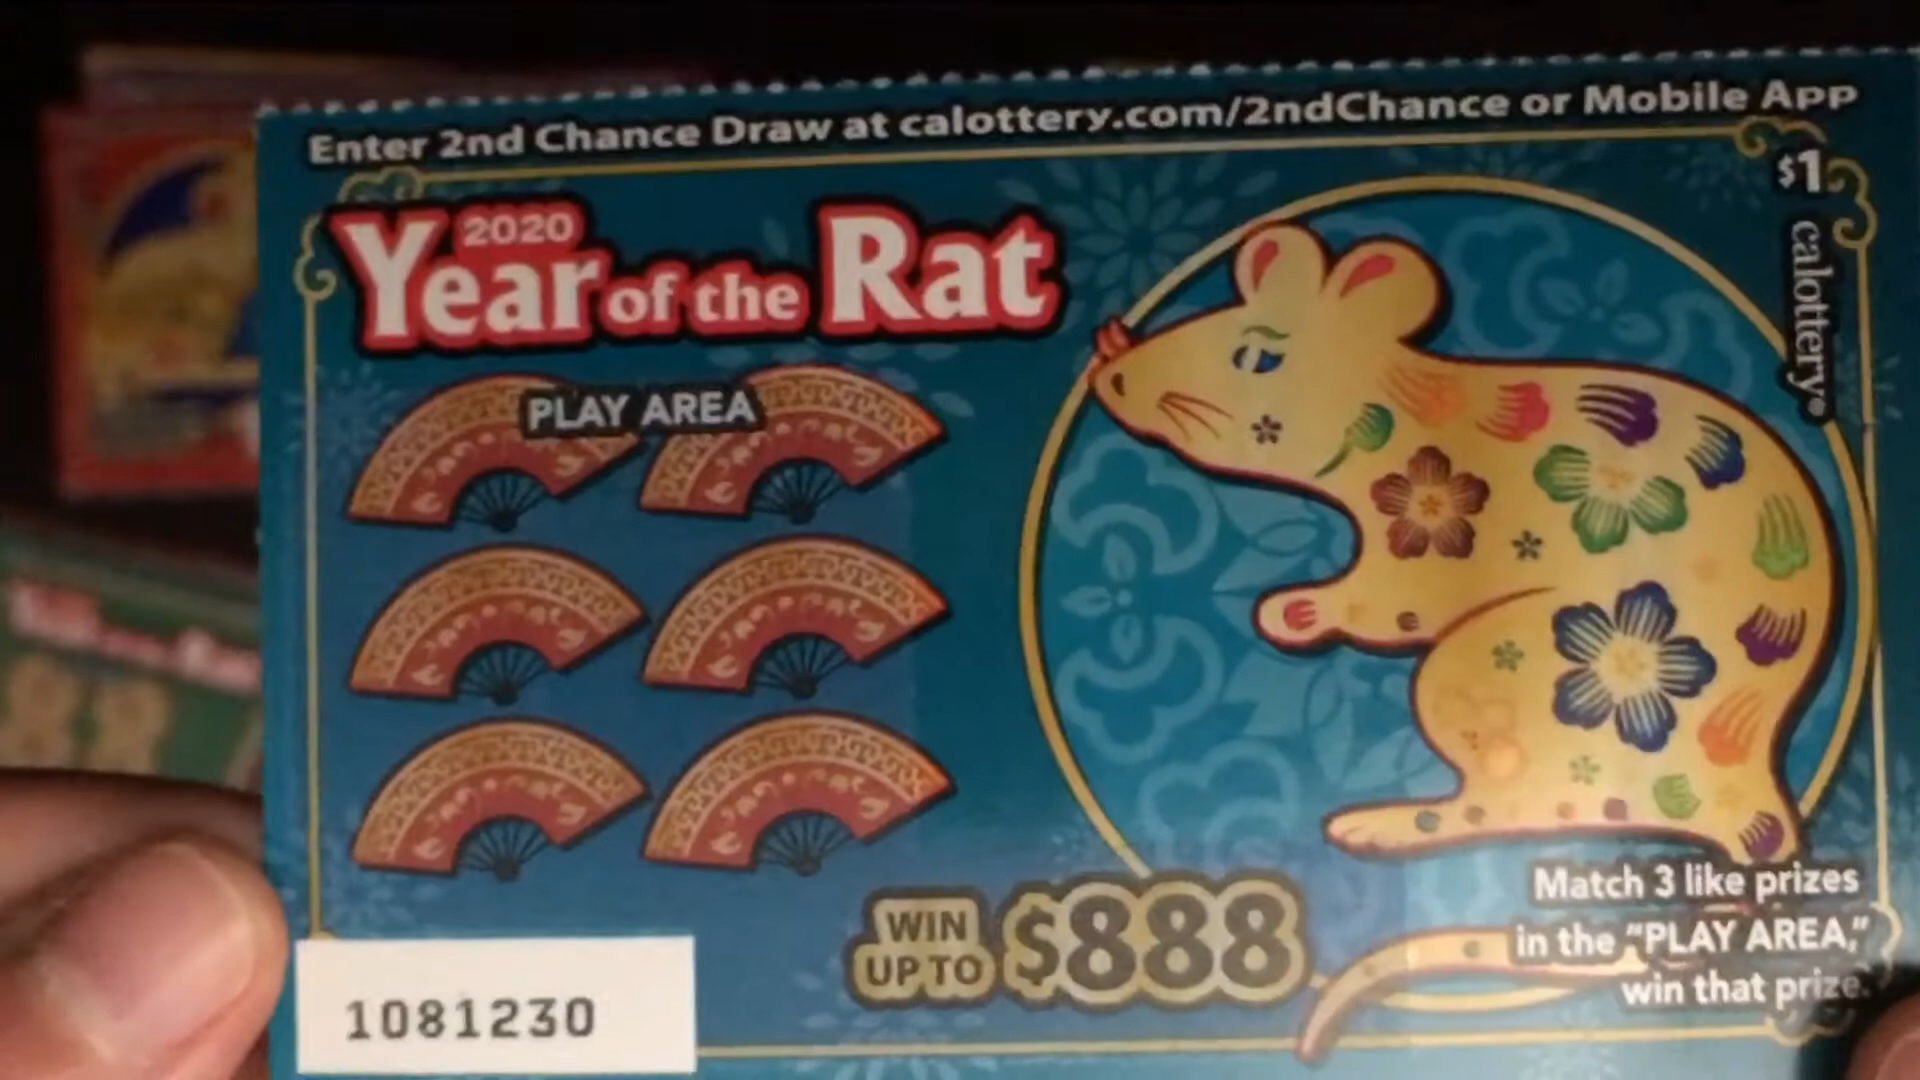 Enter 2nd Chance Draw at calottery.com/2ndChance or Mobile App
$1
calottery®
2020
Year of the Rat
PLAY AREA
WIN
UP TO
$888
Match 3 like prizes
in the "PLAY AREA,"
win that prize.
1081230